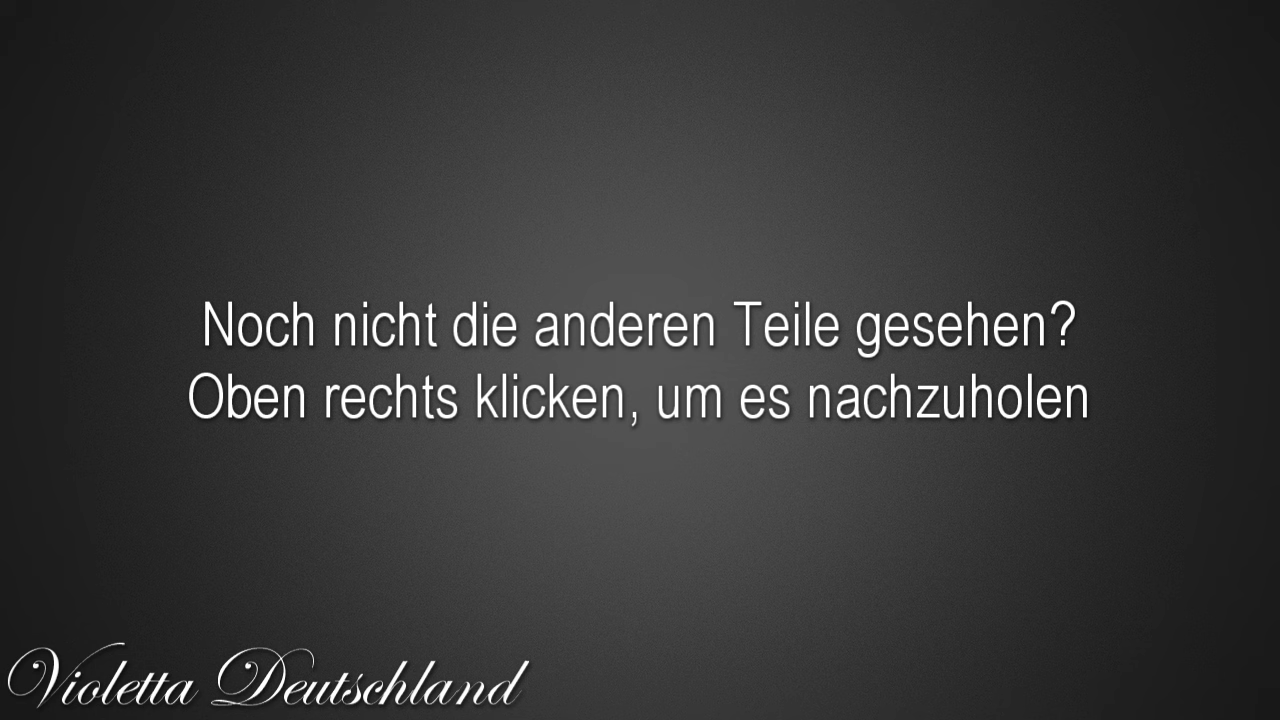 Noch nicht die anderen Teile gesehen?
Oben rechts klicken, um es nachzuholen
Violetta Deutschland